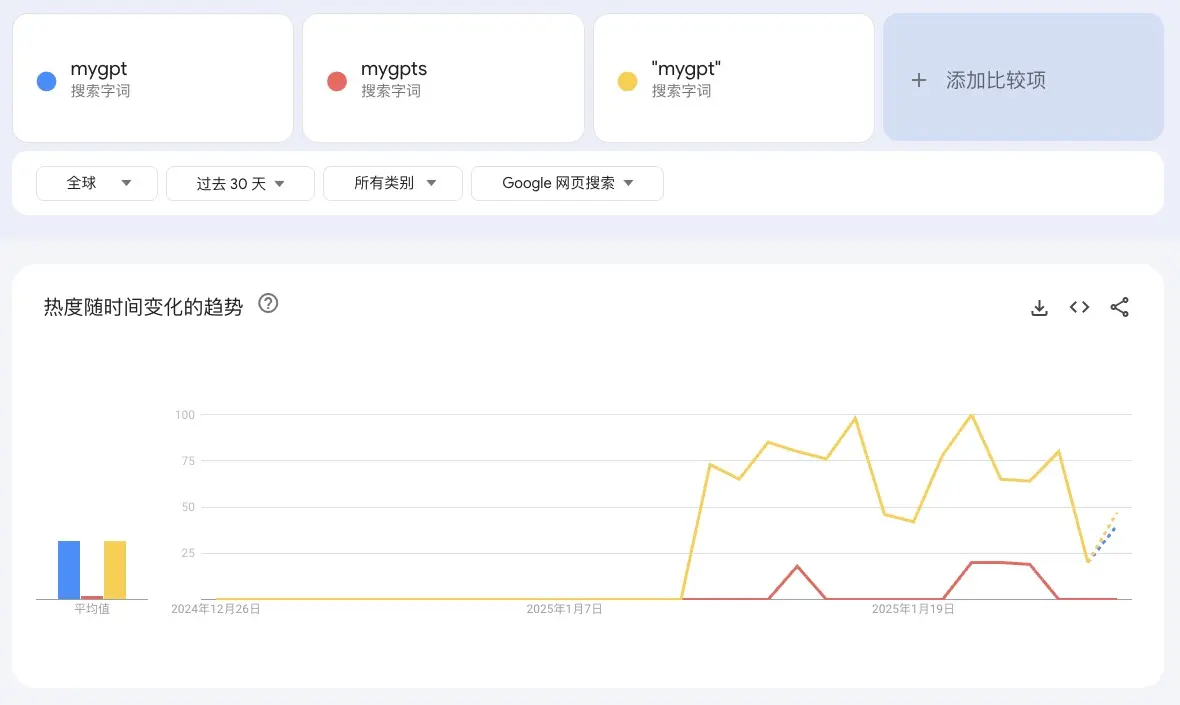 mygpt
搜索字词
mygpts
搜索字词
"mygpt"
搜索字词
+ 添加比较项
全球
过去 30 天
所有类别
Google 网页搜索
热度随时间变化的趋势
100
75
50
25
平均值
2024年12月26日
2025年1月7日
2025年1月19日